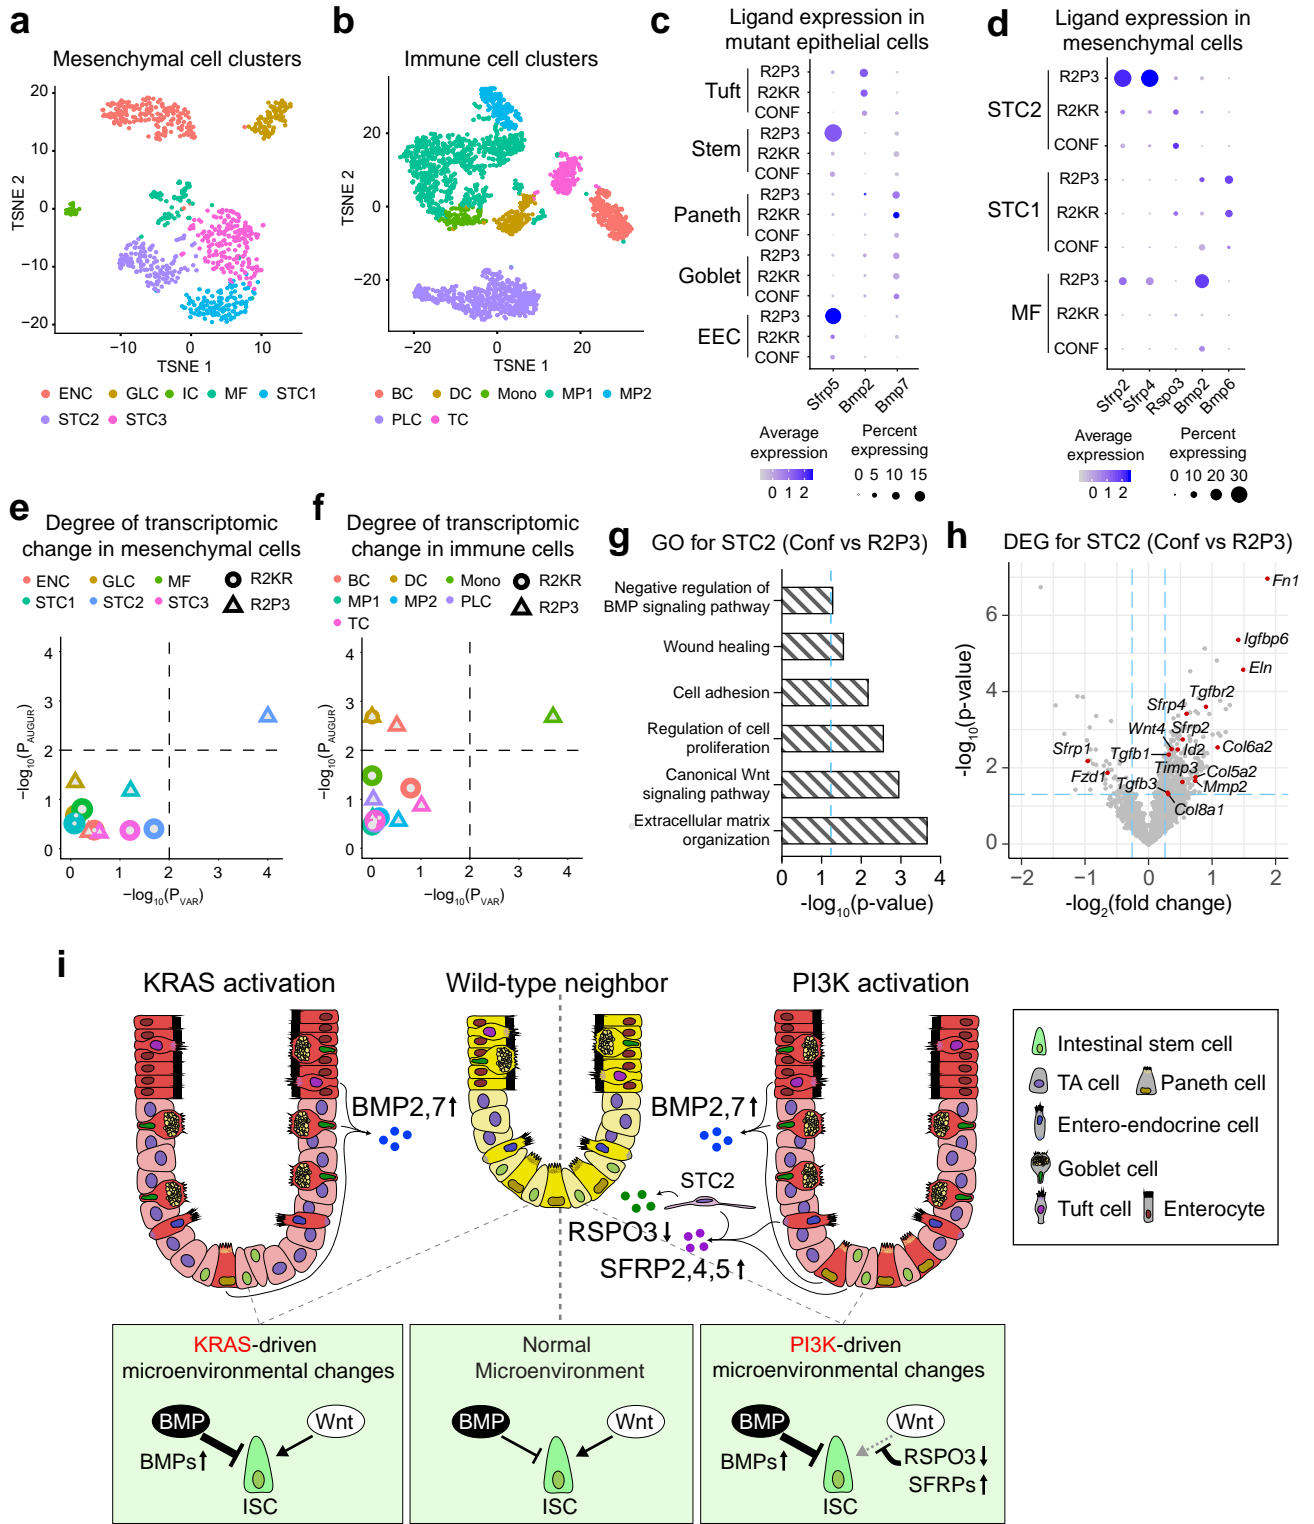 a
Mesenchymal cell clusters
TSNE 2
20
10
0
−10
−20
−10
0
10
TSNE 1
ENC
GLC
IC
MF
STC1
STC2
STC3
b
Immune cell clusters
TSNE 2
20
0
−20
−20
0
20
TSNE 1
BC
DC
Mono
MP1
MP2
PLC
TC
c
Ligand expression in
mutant epithelial cells
Tuft
R2P3
R2KR
CONF
Stem
R2P3
R2KR
CONF
Paneth
R2P3
R2KR
CONF
Goblet
R2P3
R2KR
CONF
EEC
R2P3
R2KR
CONF
Sfrp5
Bmp2
Bmp7
Average
expression
0 1 2
Percent
expressing
0 5 10 15
d
Ligand expression in
mesenchymal cells
STC2
R2P3
R2KR
CONF
STC1
R2P3
R2KR
CONF
MF
R2P3
R2KR
CONF
Sfrp2
Sfrp4
Rspo3
Bmp2
Bmp6
Average
expression
0 1 2
Percent
expressing
0 10 20 30
e
Degree of transcriptomic
change in mesenchymal cells
ENC
GLC
MF
R2KR
STC1
STC2
STC3
R2P3
−log10(PAUGUR)
4
3
2
1
0
0 1 2 3 4
−log10(PVAR)
f
Degree of transcriptomic
change in immune cells
BC
DC
Mono
R2KR
MP1
MP2
PLC
R2P3
TC
−log10(PAUGUR)
4
3
2
1
0
0 1 2 3 4
−log10(PVAR)
g
GO for STC2 (Conf vs R2P3)
Negative regulation of
BMP signaling pathway
Wound healing
Cell adhesion
Regulation of cell
proliferation
Canonical Wnt
signaling pathway
Extracellular matrix
organization
0 1 2 3 4
-log10(p-value)
h
DEG for STC2 (Conf vs R2P3)
-log10(p-value)
6
4
2
0
Fn1
Igfbp6
Eln
Tgfbr2
Sfrp4
Wnt4
Sfrp2
Sfrp1
Tgfb1
Id2
Col6a2
Timp3
Fzd1
Tgfb3
Col5a2
Mmp2
Col8a1
−2 −1 0 1 2
-log2(fold change)
i
KRAS activation
Wild-type neighbor
PI3K activation
BMP2,7
BMP2,7
STC2
RSPO3
SFRP2,4,5
Intestinal stem cell
TA cell
Paneth cell
Entero-endocrine cell
Goblet cell
Tuft cell
Enterocyte
KRAS-driven
microenvironmental changes
BMP
Wnt
BMPs
ISC
Normal
Microenvironment
BMP
Wnt
ISC
PI3K-driven
microenvironmental changes
BMP
Wnt
BMPs
RSPO3
SFRPs
ISC